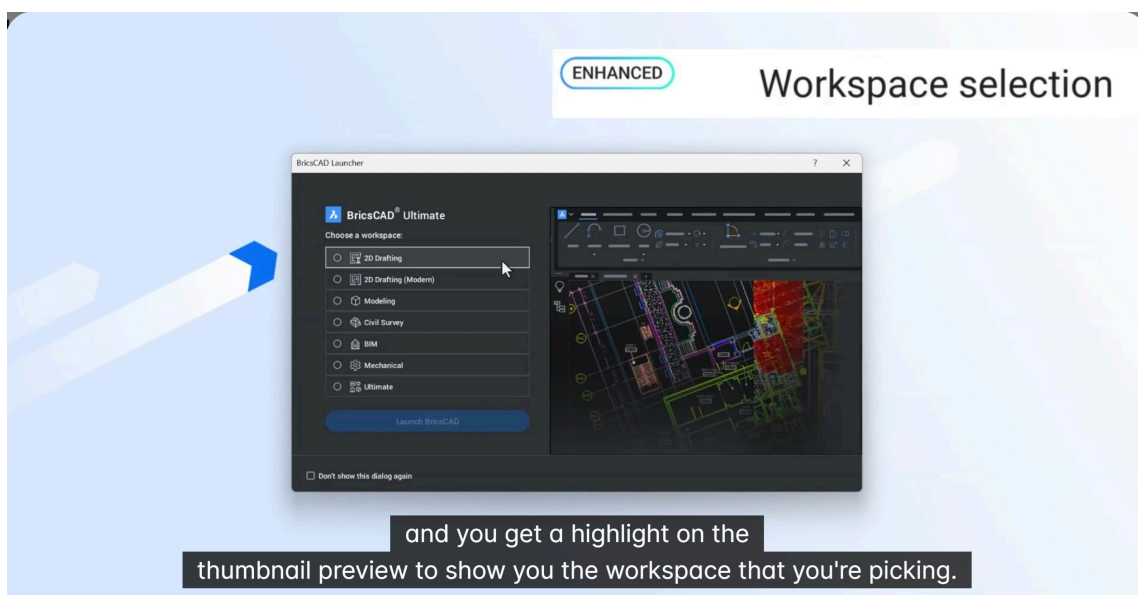 ENHANCED
Workspace selection
BricsCAD Launcher
BricsCAD® Ultimate
Choose a workspace:
2D Drafting
2D Drafting (Modern)
Modeling
Civil Survey
BIM
Mechanical
Ultimate
Launch BricsCAD
Don't show this dialog again
and you get a highlight on the
thumbnail preview to show you the workspace that you're picking.